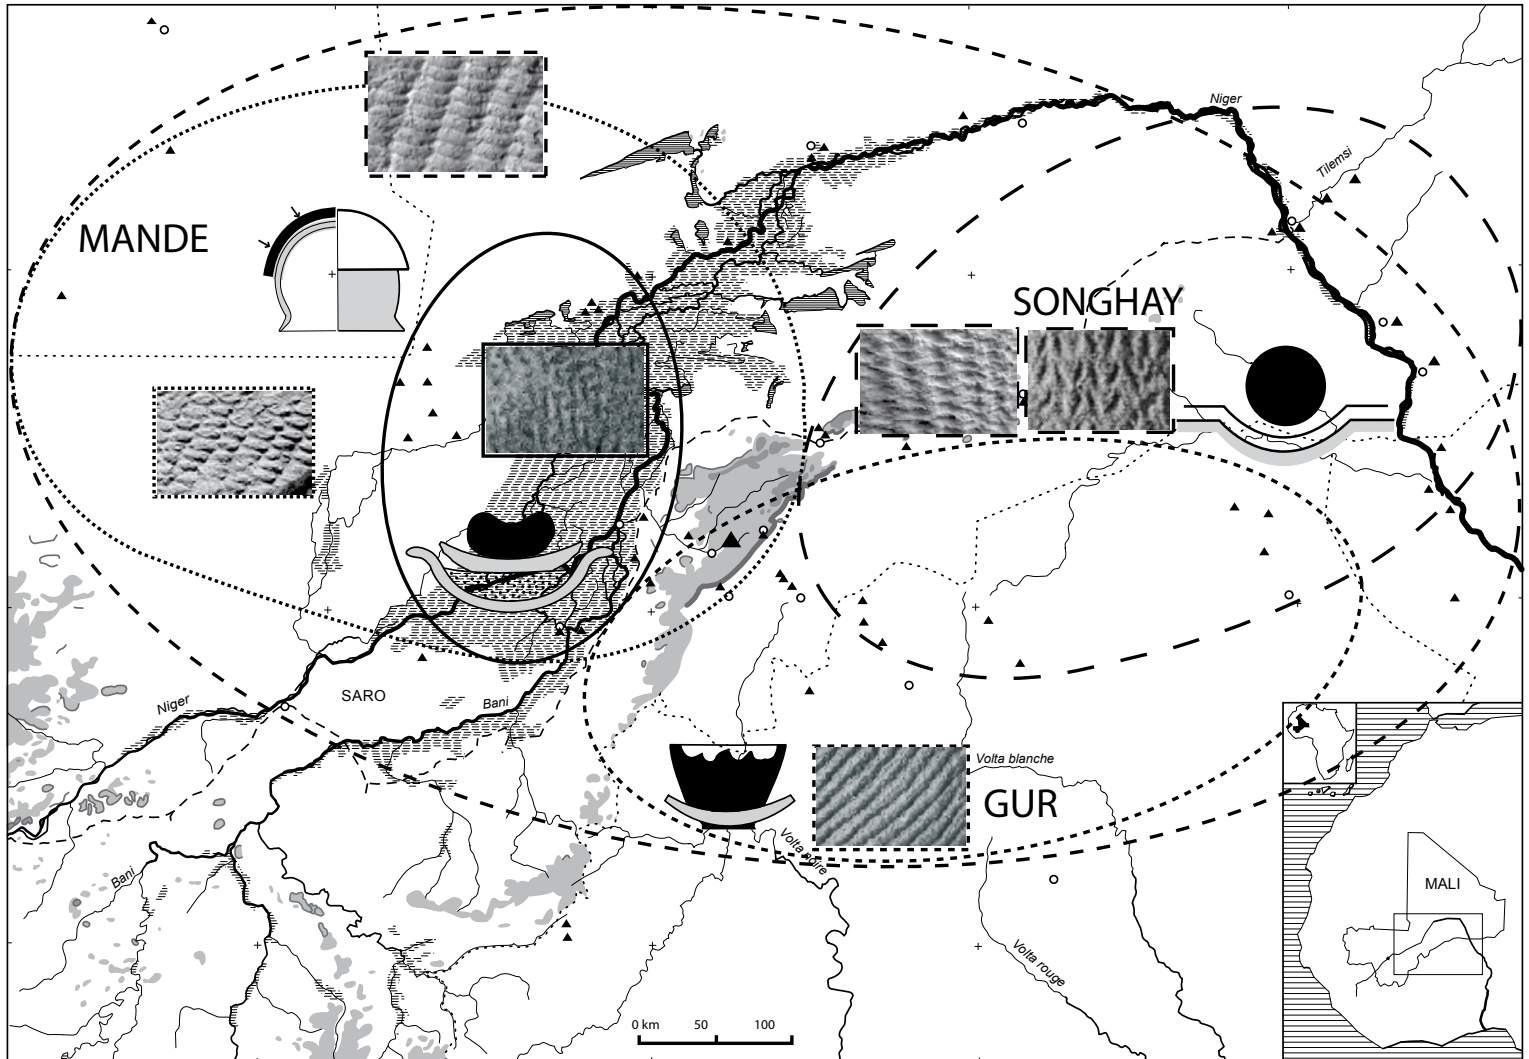 Niger
Tilemsi
MANDE
SONGHAY
SARO
Niger
Bani
Volta blanche
GUR
Volta noire
Bani
MALI
Volta rouge
0 km 50 100